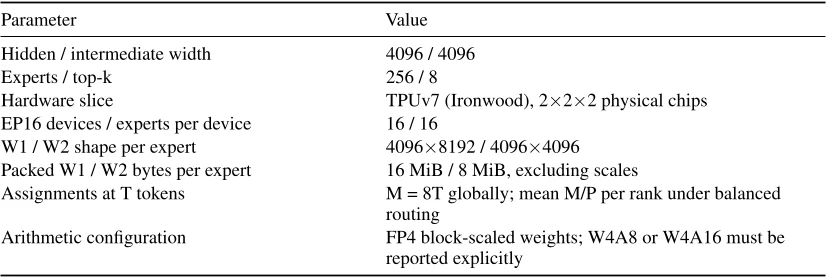 Parameter Value
Hidden / intermediate width 4096 / 4096
Experts / top-k 256 / 8
Hardware slice TPUv7 (Ironwood), 2×2×2 physical chips
EP16 devices / experts per device 16 / 16
W1 / W2 shape per expert 4096×8192 / 4096×4096
Packed W1 / W2 bytes per expert 16 MiB / 8 MiB, excluding scales
Assignments at T tokens M = 8T globally; mean M/P per rank under balanced
routing
Arithmetic configuration FP4 block-scaled weights; W4A8 or W4A16 must be
reported explicitly